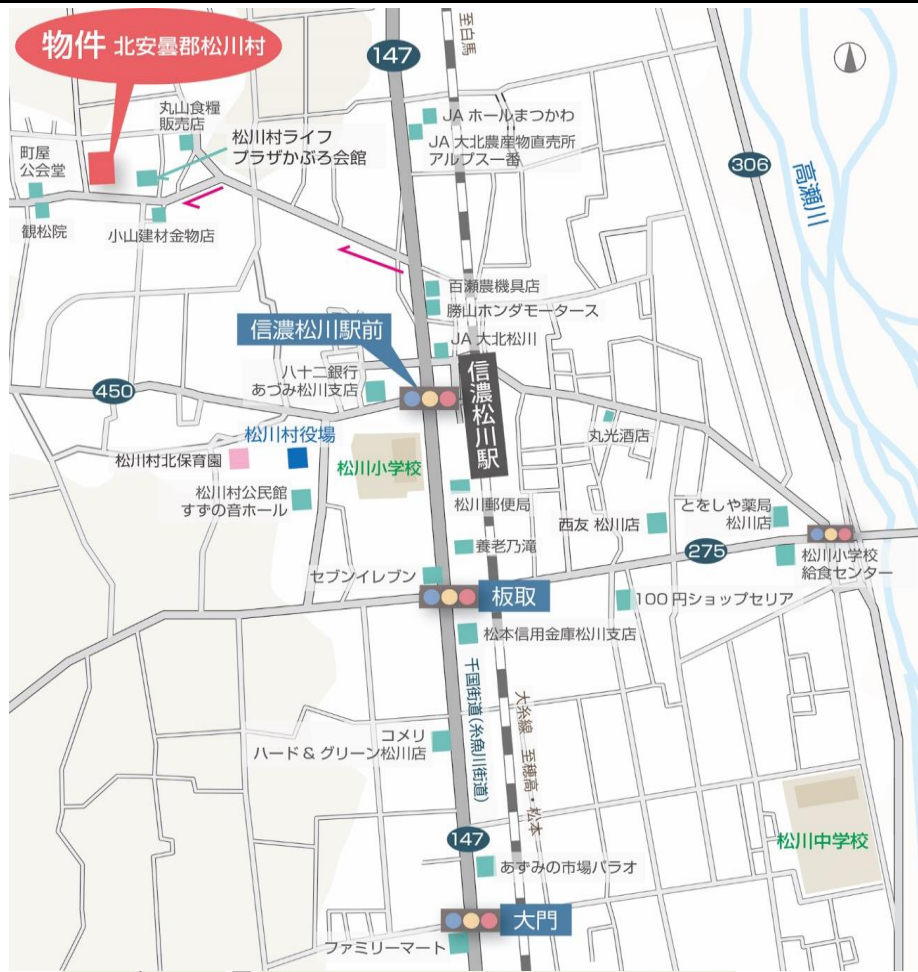 物件 北安曇郡松川村
147
至白馬
306
高瀬川
丸山食糧
販売店
松川村ライフ
プラザかぶろ会館
町屋
公会堂
観松院
小山建材金物店
JA ホールまつかわ
JA 大北農産物直売所
アルプス一番
百瀬農機具店
勝山ホンダモータース
信濃松川駅前
JA 大北松川
八十二銀行
あづみ松川支店
450
信濃松川駅
丸光酒店
松川村役場
松川村北保育園
松川小学校
松川村公民館
すずの音ホール
松川郵便局
西友 松川店
とをしや薬局
松川店
養老乃滝
275
松川小学校
給食センター
セブンイレブン
板取
100 円ショップセリア
松本信用金庫松川支店
千国街道(糸魚川街道)
大糸線 至穂高・松本
コメリ
ハード & グリーン松川店
147
松川中学校
あずみの市場パラオ
大門
ファミリーマート